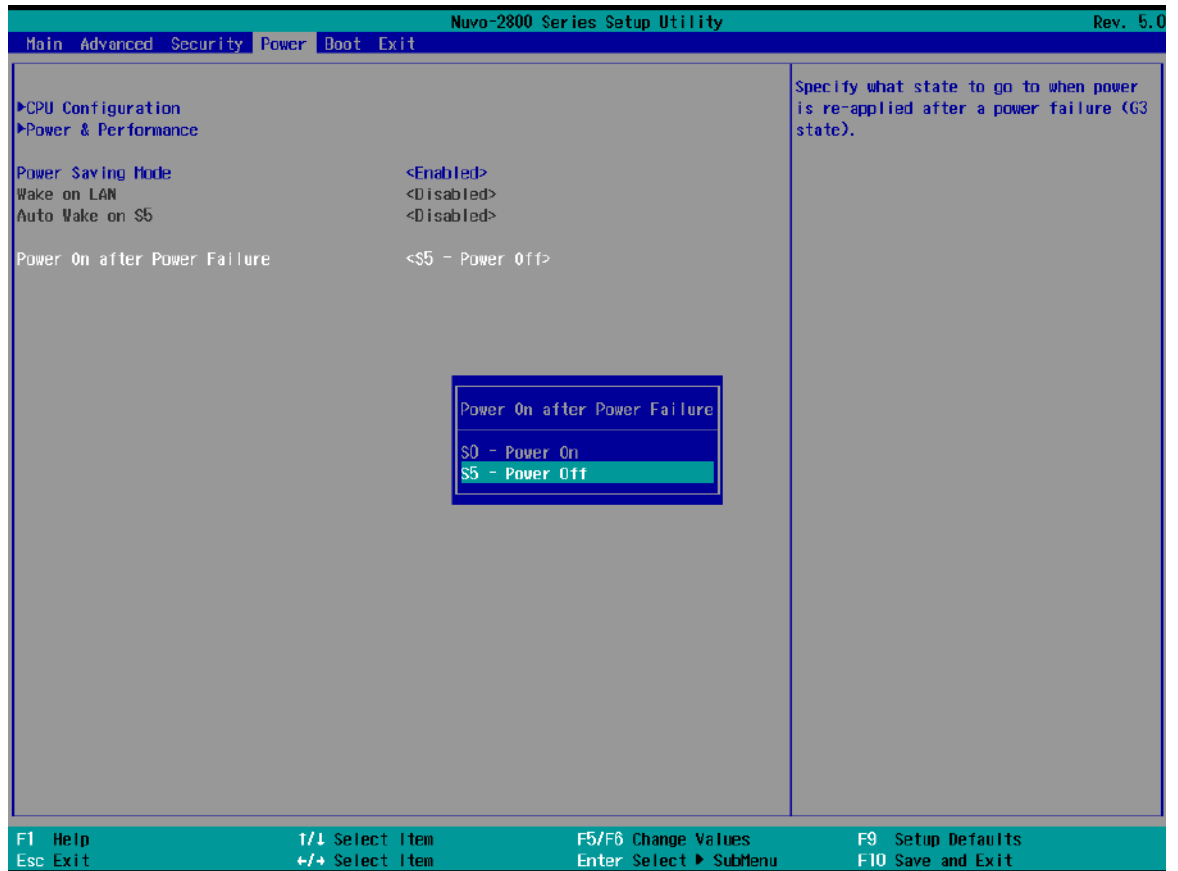 Nuvo-2800 Series Setup Utility Rev. 5.0
Main Advanced Security Power Boot Exit
Specify what state to go to when power
is re-applied after a power failure (G3
state).
▶CPU Configuration
▶Power & Performance
Power Saving Mode <Enabled>
Wake on LAN <Disabled>
Auto Wake on S5 <Disabled>
Power On after Power Failure <S5 - Power Off>
Power On after Power Failure
S0 - Power On
S5 - Power Off
F1 Help ↑/↓ Select Item F5/F6 Change Values F9 Setup Defaults
Esc Exit ←/→ Select Item Enter Select ▶ SubMenu F10 Save and Exit